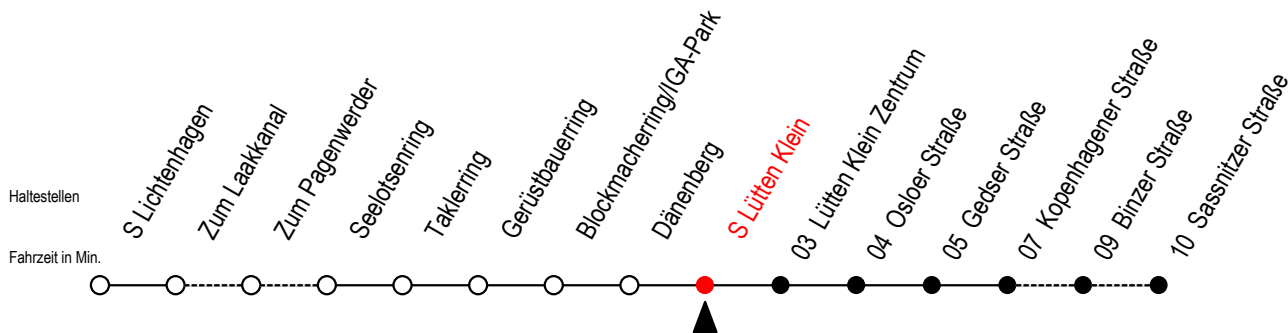 Haltestellen
S Lichtenhagen
Zum Laakkanal
Zum Pagenwerder
Seelotsenring
Taklerring
Gerüstbauerring
Blockmacherring/IGA-Park
Dänenberg
S Lütten Klein
03 Lütten Klein Zentrum
04 Osloer Straße
05 Gedser Straße
07 Kopenhagener Straße
09 Binzer Straße
10 Sassnitzer Straße
Fahrzeit in Min.